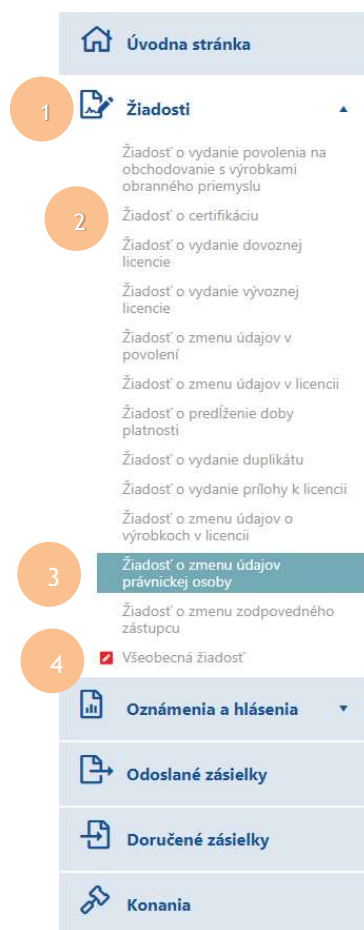 Úvodna stránka
1
Žiadosti
Žiadosť o vydanie povolenia na
obchodovanie s výrobkami
obranného priemyslu
2
Žiadosť o certifikáciu
Žiadosť o vydanie dovoznej
licencie
Žiadosť o vydanie vývoznej
licencie
Žiadosť o zmenu údajov v
povolení
Žiadosť o zmenu údajov v licencii
Žiadosť o predĺženie doby
platnosti
Žiadosť o vydanie duplikátu
Žiadosť o vydanie prílohy k licencii
Žiadosť o zmenu údajov o
výrobkoch v licencii
3
Žiadosť o zmenu údajov
právnickej osoby
Žiadosť o zmenu zodpovedného
zástupcu
4
Všeobecná žiadosť
Oznámenia a hlásenia
Odoslané zásielky
Doručené zásielky
Konania